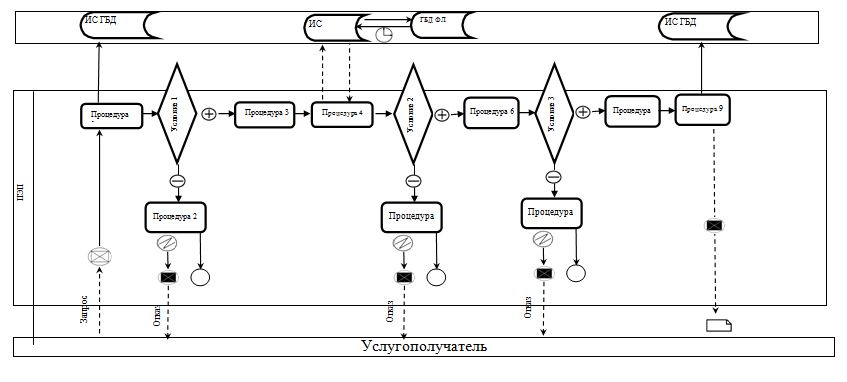 ИС ГБД
ИС
ГБД ФЛ
ИС ГБД
Процедура
Условие 1
Процедура 3
Процедура 4
Условие 2
Процедура 6
Условие 3
Процедура
Процедура 9
ПЭП
Процедура 2
Процедура
Процедура
Запрос
Отказ
Отказ
Отказ
Услугополучатель